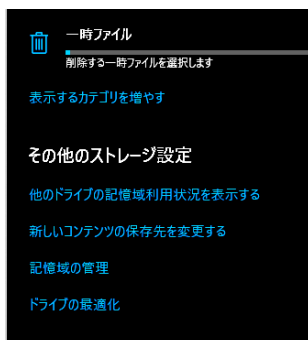 一時ファイル
削除する一時ファイルを選択します
表示するカテゴリを増やす
その他のストレージ設定
他のドライブの記憶域利用状況を表示する
新しいコンテンツの保存先を変更する
記憶域の管理
ドライブの最適化